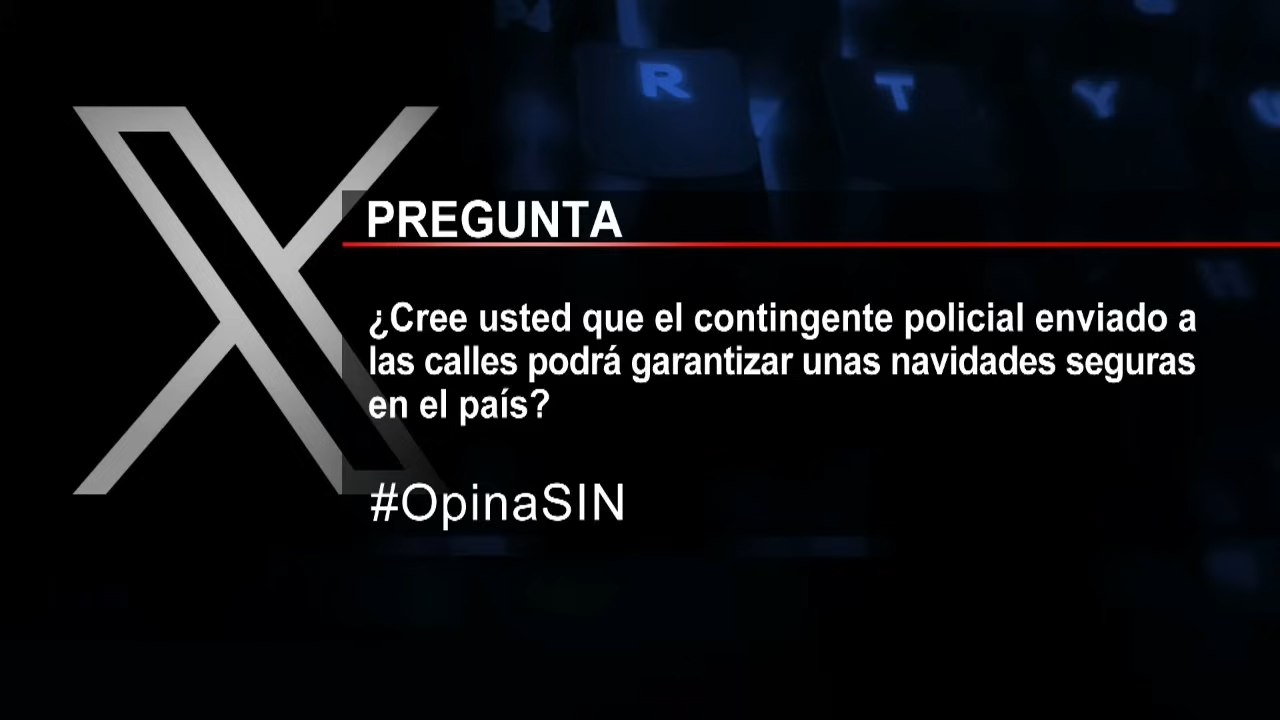 PREGUNTA
¿Cree usted que el contingente policial enviado a
las calles podrá garantizar unas navidades seguras
en el país?
#OpinaSIN
R T Y
H